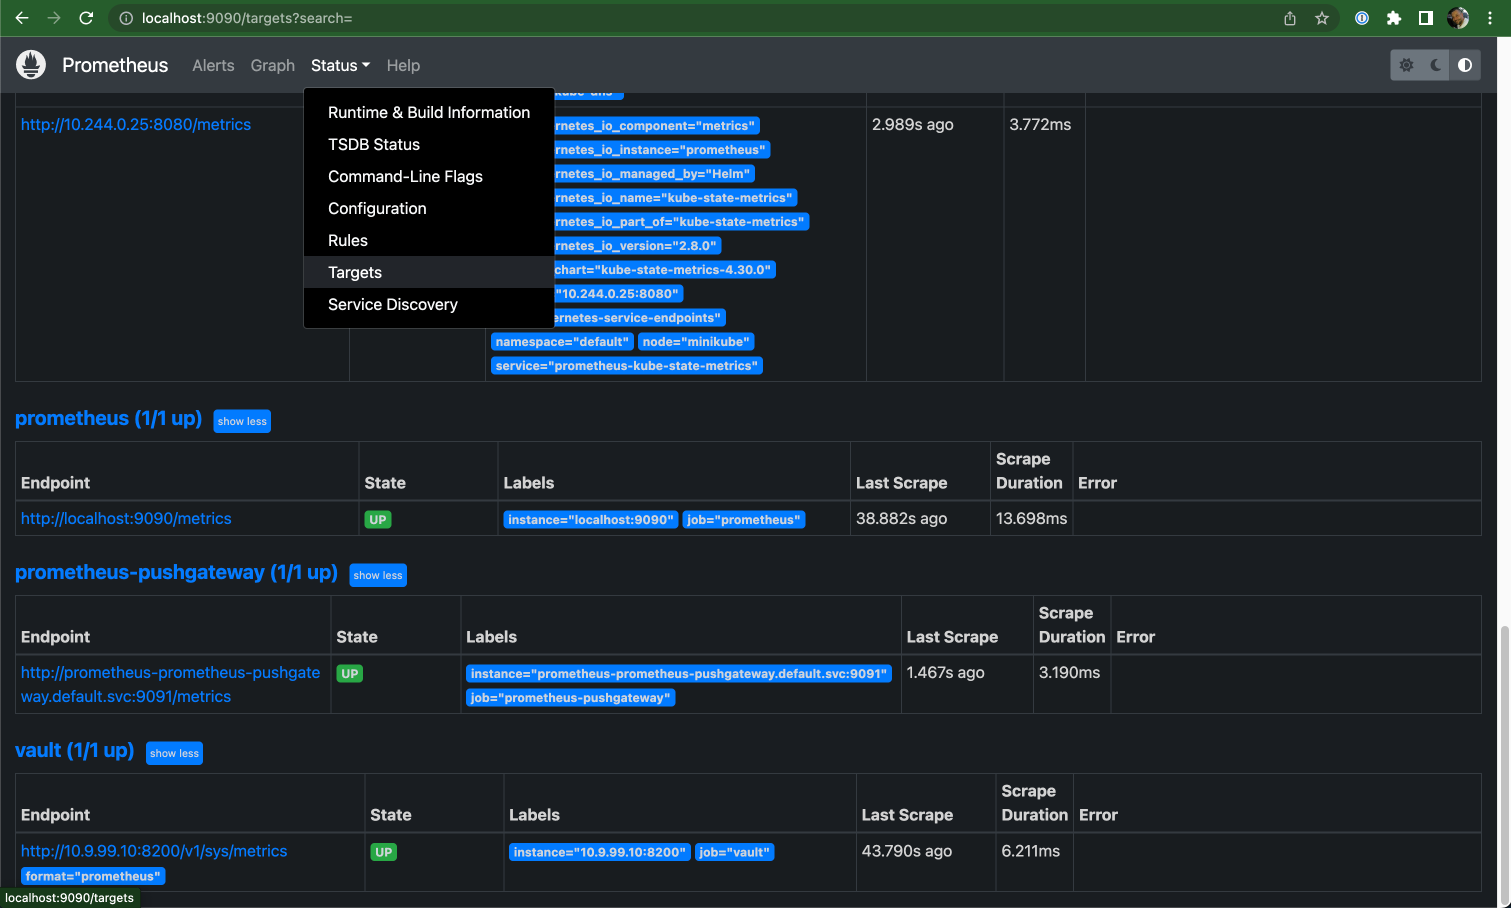 localhost:9090/targets?search=
Prometheus Alerts Graph Status Help
Runtime & Build Information
TSDB Status
Command-Line Flags
Configuration
Rules
Targets
Service Discovery
http://10.244.0.25:8080/metrics
rnetes_io_component="metrics"
rnetes_io_instance="prometheus"
rnetes_io_managed_by="Helm"
rnetes_io_name="kube-state-metrics"
rnetes_io_part_of="kube-state-metrics"
rnetes_io_version="2.8.0"
chart="kube-state-metrics-4.30.0"
"10.244.0.25:8080"
ernetes-service-endpoints"
namespace="default" node="minikube"
service="prometheus-kube-state-metrics"
2.989s ago
3.772ms
prometheus (1/1 up) show less
Endpoint State Labels Last Scrape Scrape Duration Error
http://localhost:9090/metrics UP instance="localhost:9090" job="prometheus" 38.882s ago 13.698ms
prometheus-pushgateway (1/1 up) show less
Endpoint State Labels Last Scrape Scrape Duration Error
http://prometheus-prometheus-pushgate
way.default.svc:9091/metrics
UP
instance="prometheus-prometheus-pushgateway.default.svc:9091"
job="prometheus-pushgateway"
1.467s ago
3.190ms
vault (1/1 up) show less
Endpoint State Labels Last Scrape Scrape Duration Error
http://10.9.99.10:8200/v1/sys/metrics UP instance="10.9.99.10:8200" job="vault" 43.790s ago 6.211ms
format="prometheus"
localhost:9090/targets